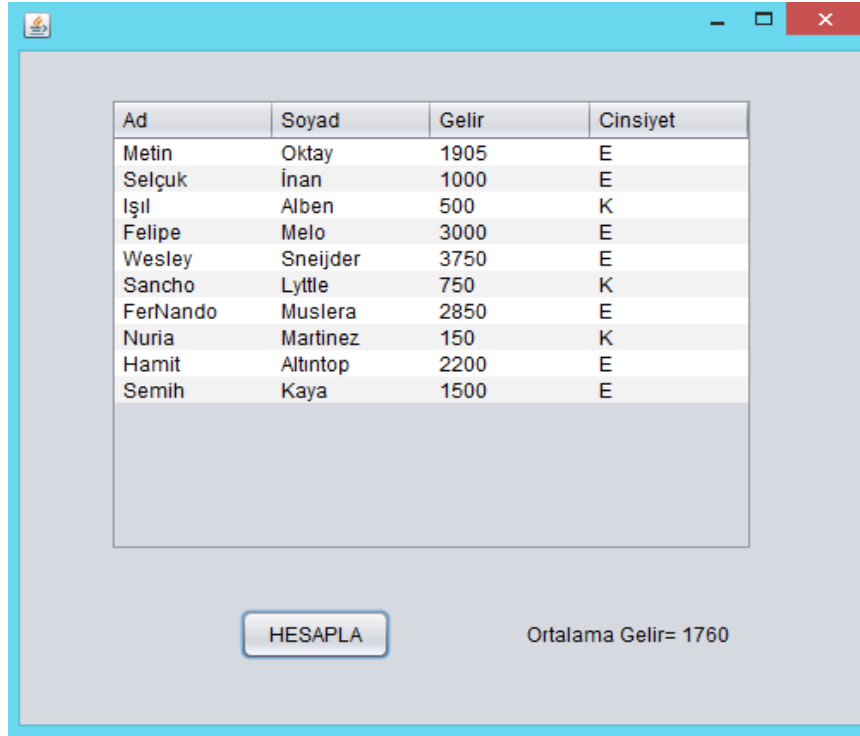 Ad Soyad Gelir Cinsiyet
Metin Oktay 1905 E
Selçuk İnan 1000 E
Işıl Alben 500 K
Felipe Melo 3000 E
Wesley Sneijder 3750 E
Sancho Lyttle 750 K
FerNando Muslera 2850 E
Nuria Martinez 150 K
Hamit Altıntop 2200 E
Semih Kaya 1500 E
HESAPLA Ortalama Gelir= 1760